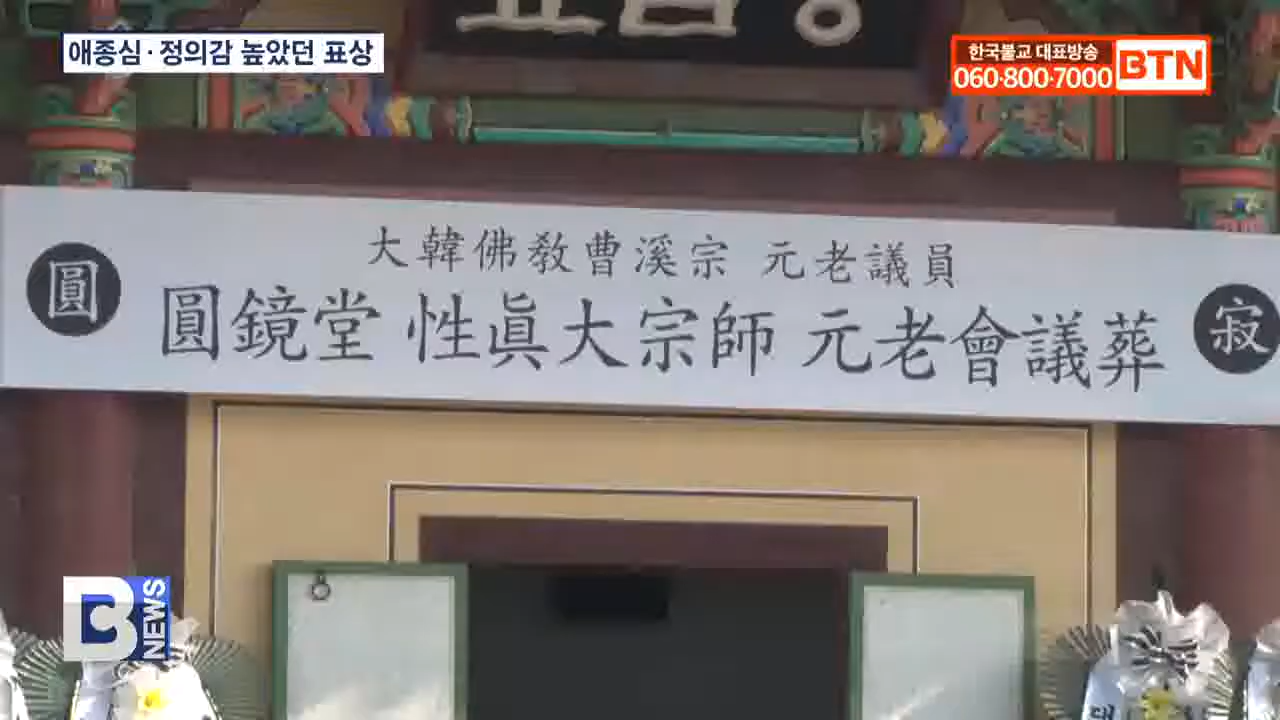 애종심·정의감 높았던 표상
한국불교 대표방송
060·800·7000
BTN
大韓佛敎曹溪宗 元老議員
圓 圓鏡堂 性眞大宗師 元老會議葬 寂
B NEWS